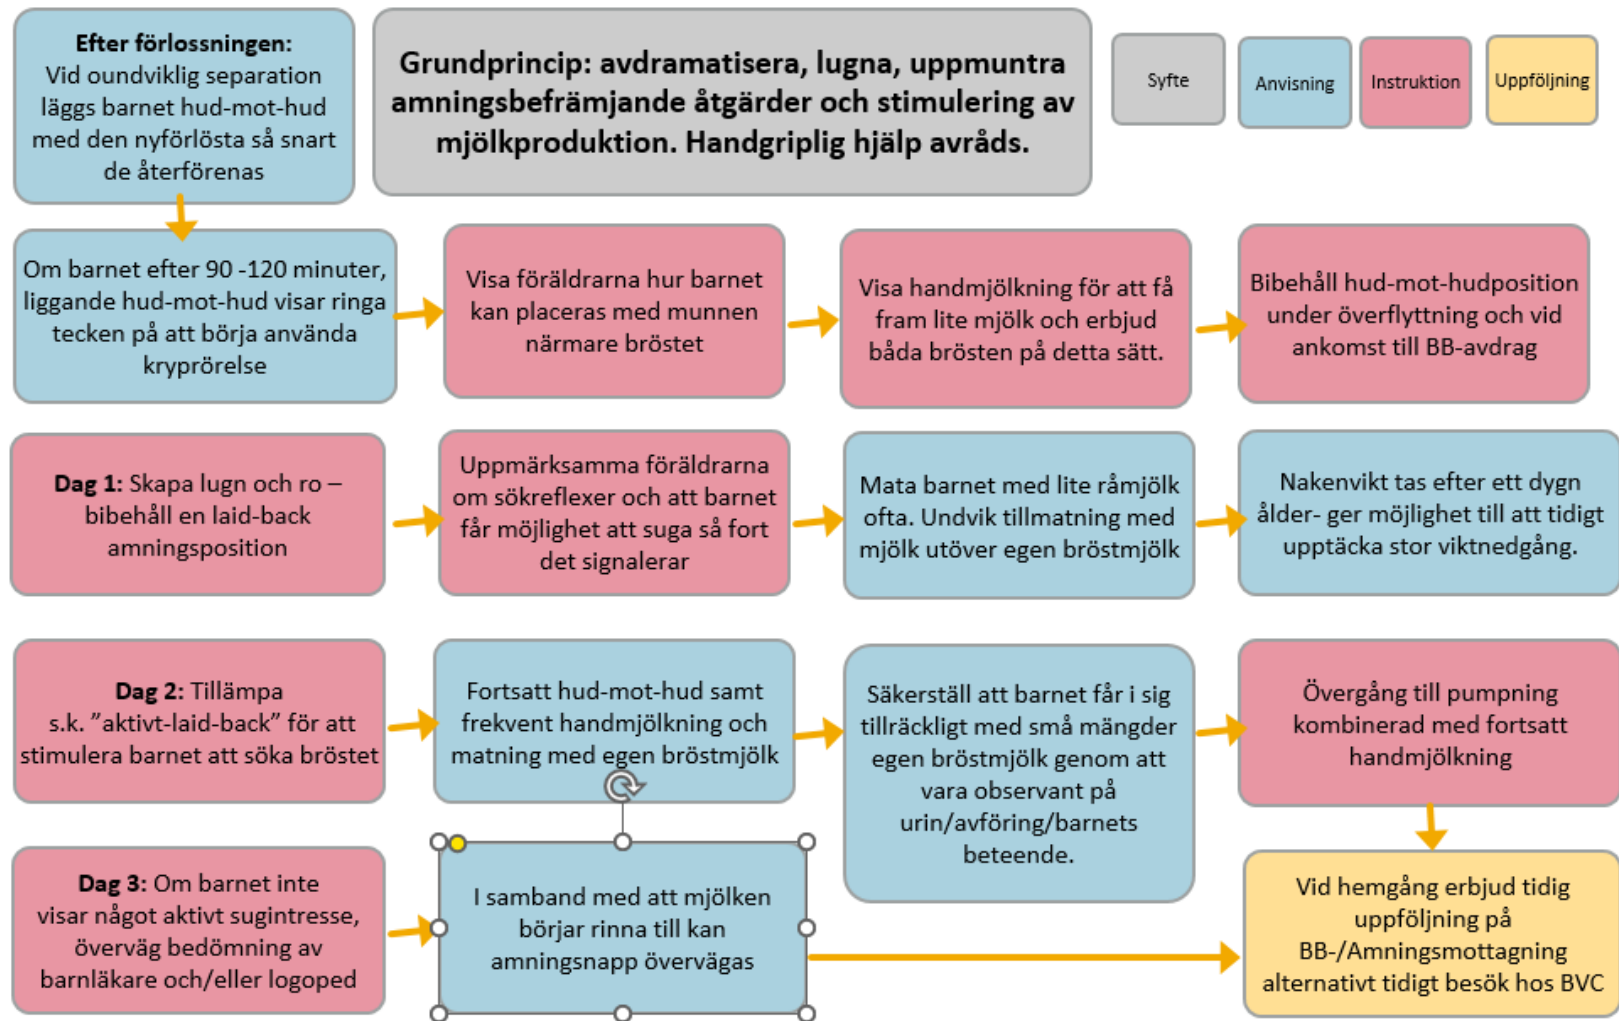 Efter förlossningen:
Vid oundviklig separation
läggs barnet hud-mot-hud
med den nyförlösta så snart
de återförenas
Grundprincip: avdramatisera, lugna, uppmuntra
amningsbefrämjande åtgärder och stimulering av
mjölkproduktion. Handgriplig hjälp avråds.
Syfte
Anvisning
Instruktion
Uppföljning
Om barnet efter 90 -120 minuter,
liggande hud-mot-hud visar ringa
tecken på att börja använda
kryprörelse
Visa föräldrarna hur barnet
kan placeras med munnen
närmare bröstet
Visa handmjölkning för att få
fram lite mjölk och erbjud
båda brösten på detta sätt.
Bibehåll hud-mot-hudposition
under överflyttning och vid
ankomst till BB-avdrag
Dag 1: Skapa lugn och ro –
bibehåll en laid-back
amningsposition
Uppmärksamma föräldrarna
om sökreflexer och att barnet
får möjlighet att suga så fort
det signalerar
Mata barnet med lite råmjölk
ofta. Undvik tillmatning med
mjölk utöver egen bröstmjölk
Nakenvikt tas efter ett dygn
ålder- ger möjlighet till att tidigt
upptäcka stor viktnedgång.
Dag 2: Tillämpa
s.k. ”aktivt-laid-back” för att
stimulera barnet att söka bröstet
Fortsatt hud-mot-hud samt
frekvent handmjölkning och
matning med egen bröstmjölk
Säkerställ att barnet får i sig
tillräckligt med små mängder
egen bröstmjölk genom att
vara observant på
urin/avföring/barnets
beteende.
Övergång till pumpning
kombinerad med fortsatt
handmjölkning
Dag 3: Om barnet inte
visar något aktivt sugintresse,
överväg bedömning av
barnläkare och/eller logoped
I samband med att mjölken
börjar rinna till kan
amningsnapp övervägas
Vid hemgång erbjud tidig
uppföljning på
BB-/Amningsmottagning
alternativt tidigt besök hos BVC